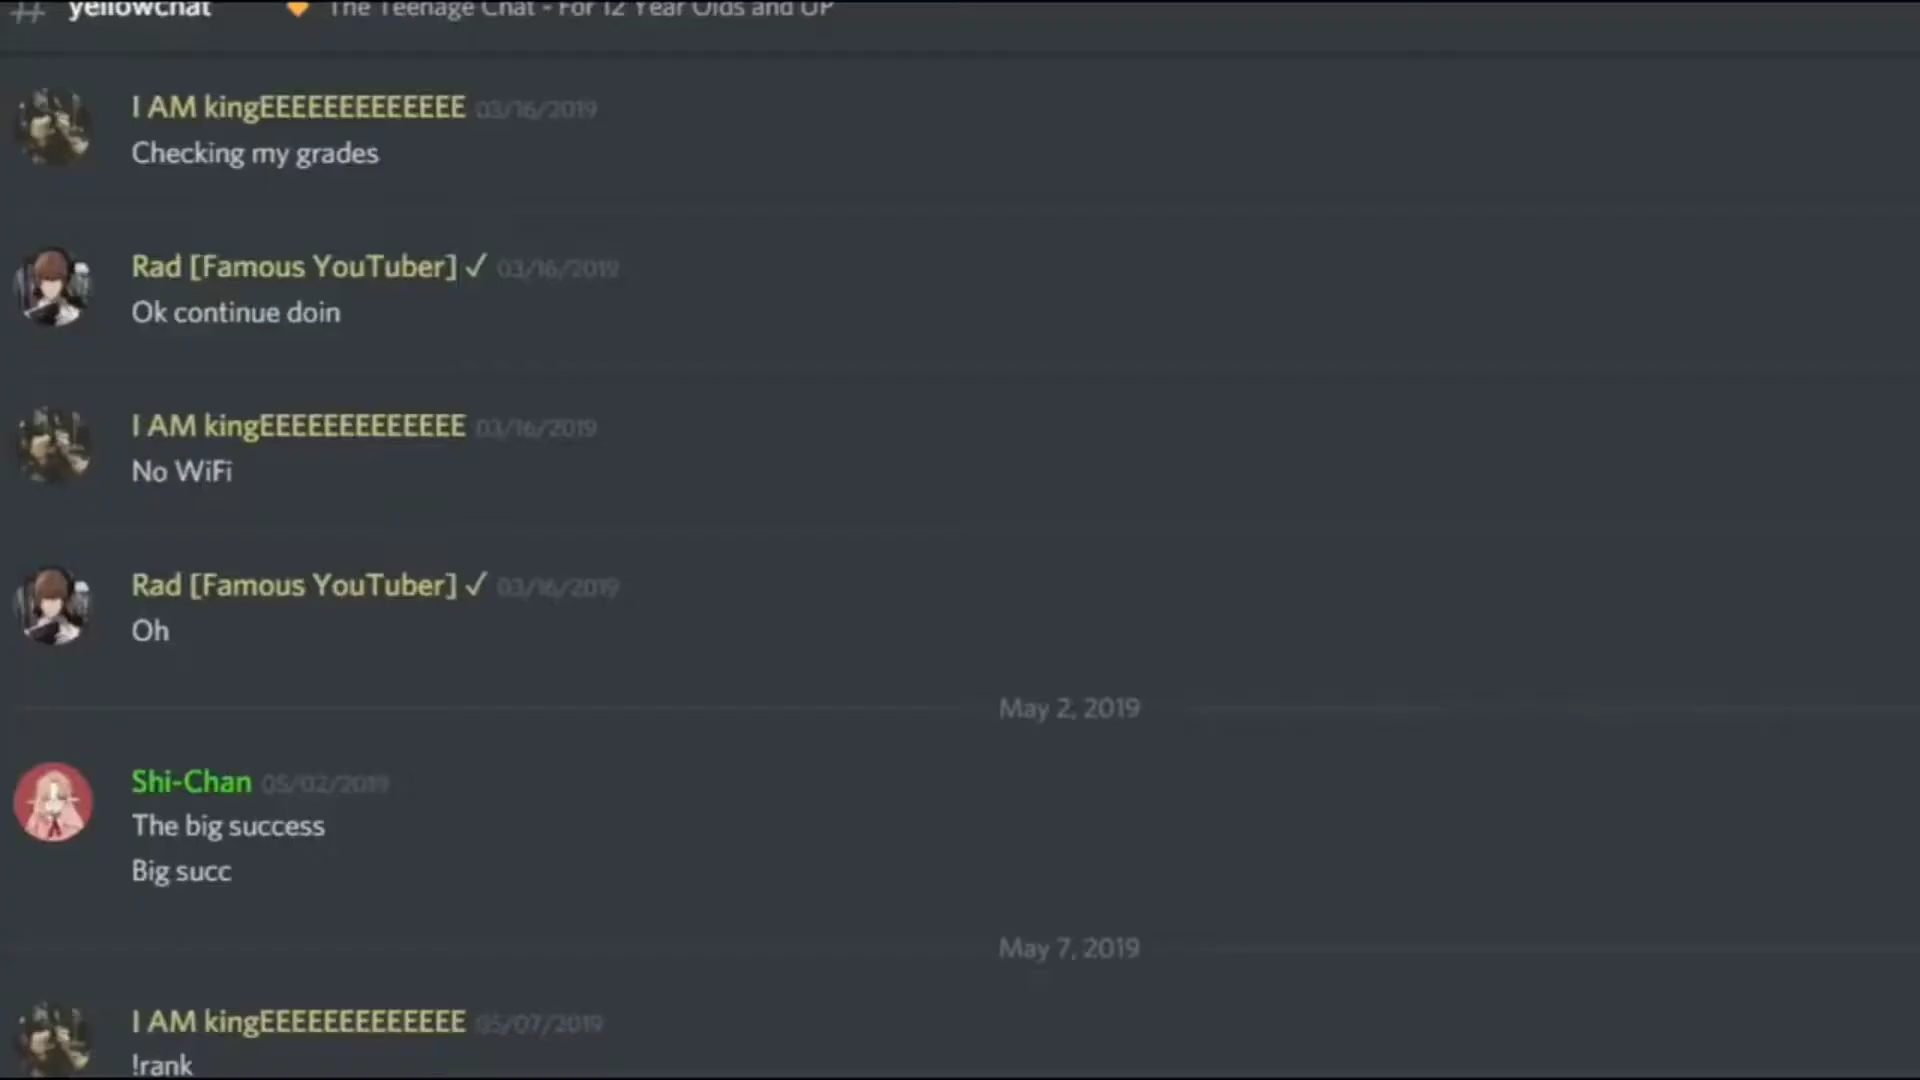 # yellowchat The Teenage Chat - For 12 Year Olds and UP
I AM kingEEEEEEEEEEEEE 03/16/2019
Checking my grades
Rad [Famous YouTuber] ✓ 03/16/2019
Ok continue doin
I AM kingEEEEEEEEEEEEE 03/16/2019
No WiFi
Rad [Famous YouTuber] ✓ 03/16/2019
Oh
May 2, 2019
Shi-Chan 05/02/2019
The big success
Big succ
May 7, 2019
I AM kingEEEEEEEEEEEEE 05/07/2019
!rank